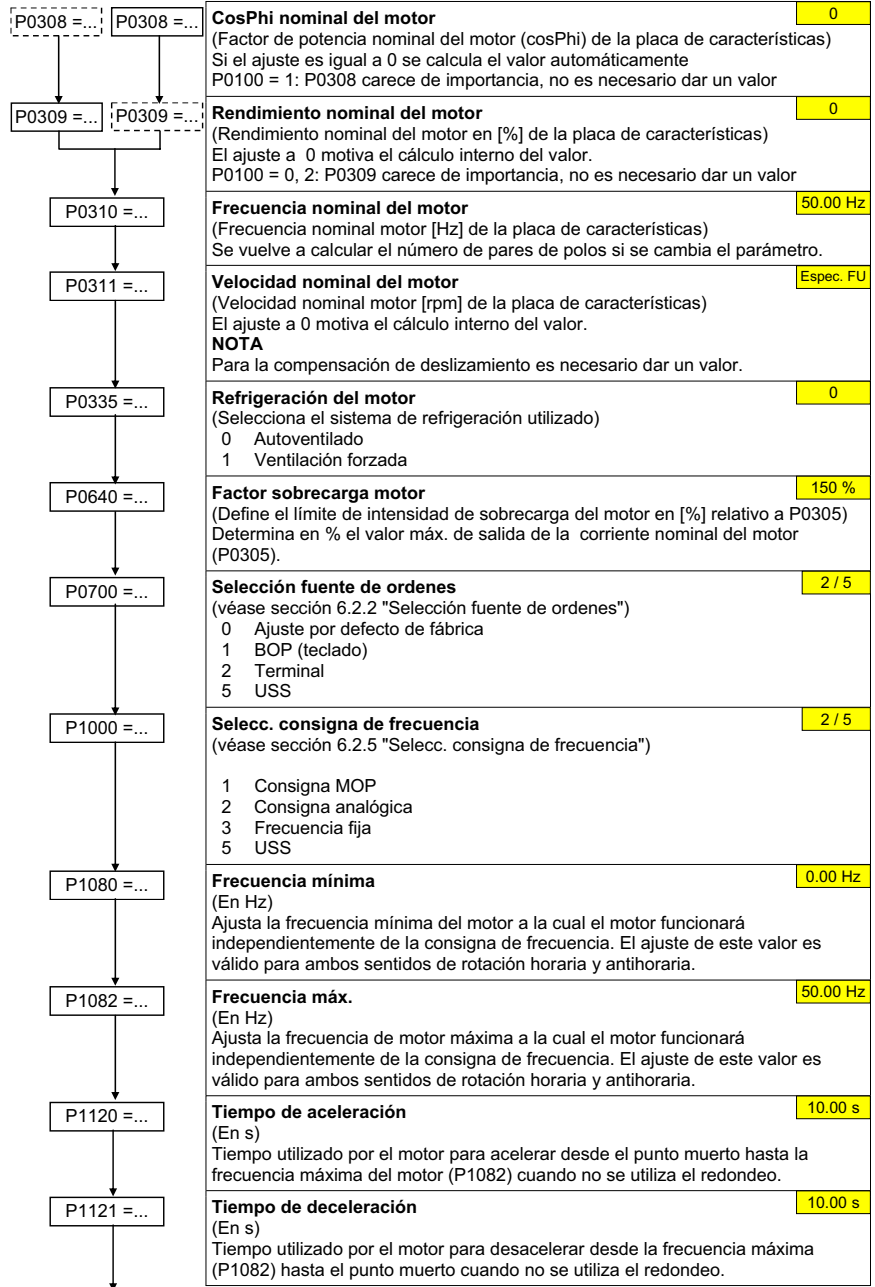 P0308 =... P0308 =...
CosPhi nominal del motor 0
(Factor de potencia nominal del motor (cosPhi) de la placa de características)
Si el ajuste es igual a 0 se calcula el valor automáticamente
P0100 = 1: P0308 carece de importancia, no es necesario dar un valor
P0309 =... P0309 =...
Rendimiento nominal del motor 0
(Rendimiento nominal del motor en [%] de la placa de características)
El ajuste a 0 motiva el cálculo interno del valor.
P0100 = 0, 2: P0309 carece de importancia, no es necesario dar un valor
P0310 =...
Frecuencia nominal del motor 50.00 Hz
(Frecuencia nominal motor [Hz] de la placa de características)
Se vuelve a calcular el número de pares de polos si se cambia el parámetro.
P0311 =...
Velocidad nominal del motor Espec. FU
(Velocidad nominal motor [rpm] de la placa de características)
El ajuste a 0 motiva el cálculo interno del valor.
NOTA
Para la compensación de deslizamiento es necesario dar un valor.
P0335 =...
Refrigeración del motor 0
(Selecciona el sistema de refrigeración utilizado)
0 Autoventilado
1 Ventilación forzada
P0640 =...
Factor sobrecarga motor 150 %
(Define el límite de intensidad de sobrecarga del motor en [%] relativo a P0305)
Determina en % el valor máx. de salida de la corriente nominal del motor
(P0305).
P0700 =...
Selección fuente de ordenes 2 / 5
(véase sección 6.2.2 "Selección fuente de ordenes")
0 Ajuste por defecto de fábrica
1 BOP (teclado)
2 Terminal
5 USS
P1000 =...
Selecc. consigna de frecuencia 2 / 5
(véase sección 6.2.5 "Selecc. consigna de frecuencia")
1 Consigna MOP
2 Consigna analógica
3 Frecuencia fija
5 USS
P1080 =...
Frecuencia mínima 0.00 Hz
(En Hz)
Ajusta la frecuencia mínima del motor a la cual el motor funcionará
independientemente de la consigna de frecuencia. El ajuste de este valor es
válido para ambos sentidos de rotación horaria y antihoraria.
P1082 =...
Frecuencia máx. 50.00 Hz
(En Hz)
Ajusta la frecuencia de motor máxima a la cual el motor funcionará
independientemente de la consigna de frecuencia. El ajuste de este valor es
válido para ambos sentidos de rotación horaria y antihoraria.
P1120 =...
Tiempo de aceleración 10.00 s
(En s)
Tiempo utilizado por el motor para acelerar desde el punto muerto hasta la
frecuencia máxima del motor (P1082) cuando no se utiliza el redondeo.
P1121 =...
Tiempo de deceleración 10.00 s
(En s)
Tiempo utilizado por el motor para desacelerar desde la frecuencia máxima
(P1082) hasta el punto muerto cuando no se utiliza el redondeo.